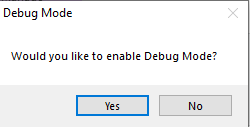 Debug Mode
Would you like to enable Debug Mode?
Yes
No